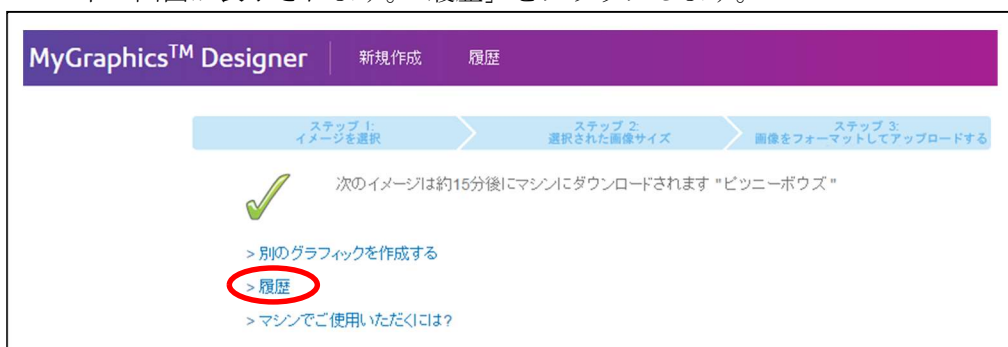 MyGraphics™ Designer 新規作成 履歴
ステップ 1:
イメージを選択
ステップ 2:
選択された画像サイズ
ステップ 3:
画像をフォーマットしてアップロードする
次のイメージは約15分後にマシンにダウンロードされます "ピツニーボウズ"
> 別のグラフィックを作成する
> 履歴
> マシンでご使用いただくには?